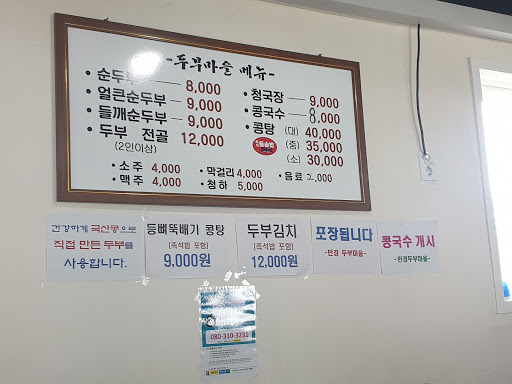 -두부마을 메뉴-
• 순두부 — 8,000
• 얼큰순두부 — 9,000
• 들깨순두부 — 9,000
• 두부 전골 12,000
(2인이상)
• 청국장 — 9,000
• 콩국수 — 8,000
• 콩탕 (대) 40,000
(중) 35,000
(소) 30,000
• 소주 4,000 • 막걸리 4,000 • 음료 2,000
• 맥주 4,000 • 청하 5,000
건강하게 국산콩으로
직접 만든 두부를
사용합니다.
등뼈뚝배기 콩탕
(즉석밥 포함)
9,000원
두부김치
(즉석밥 포함)
12,000원
포장됩니다
-만경 두부마을-
콩국수 개시
-만경두부마을-
080-310-3231